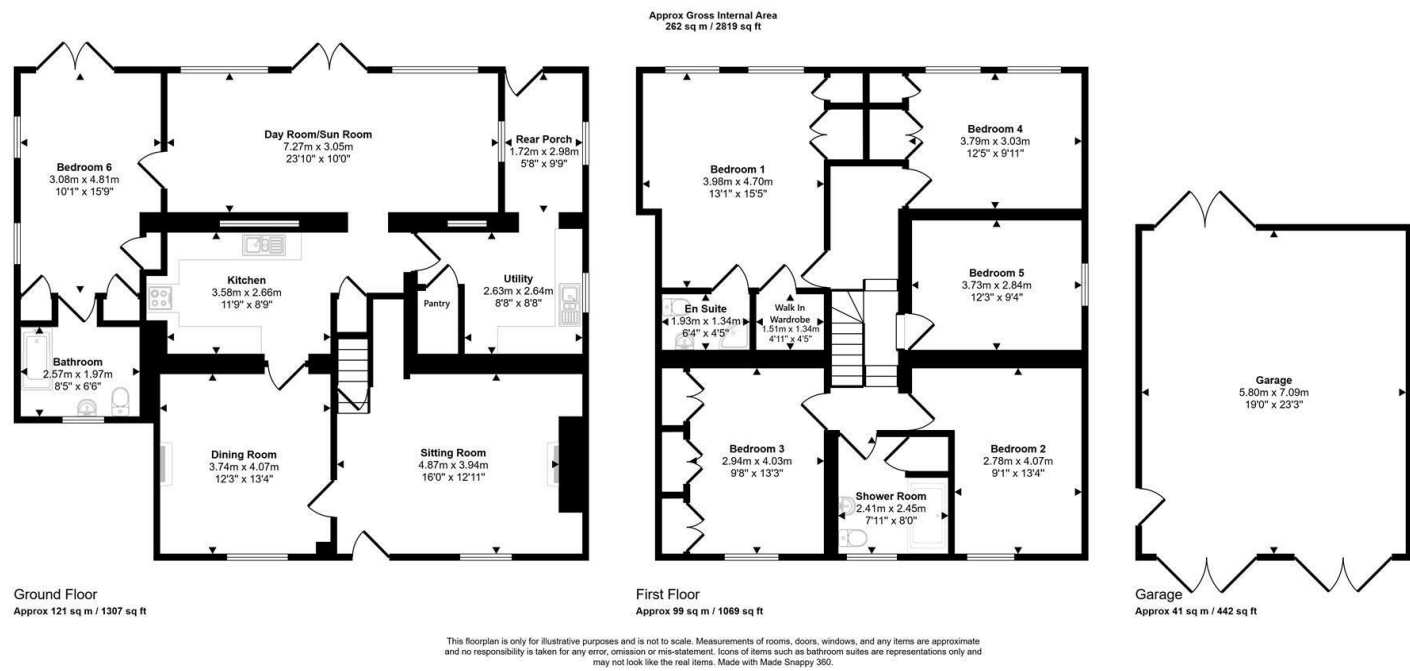 Approx Gross Internal Area
262 sq m / 2819 sq ft
Bedroom 6
3.08m x 4.81m
10'1" x 15'9"
Day Room/Sun Room
7.27m x 3.05m
23'10" x 10'0"
Rear Porch
1.72m x 2.98m
5'8" x 9'9"
Kitchen
3.58m x 2.66m
11'9" x 8'9"
Pantry
Utility
2.63m x 2.64m
8'8" x 8'8"
Bathroom
2.57m x 1.97m
8'5" x 6'6"
Dining Room
3.74m x 4.07m
12'3" x 13'4"
Sitting Room
4.87m x 3.94m
16'0" x 12'11"
Ground Floor
Approx 121 sq m / 1307 sq ft
Bedroom 1
3.98m x 4.70m
13'1" x 15'5"
Bedroom 4
3.79m x 3.03m
12'5" x 9'11"
Bedroom 5
3.73m x 2.84m
12'3" x 9'4"
En Suite
1.93m x 1.34m
6'4" x 4'5"
Walk In
Wardrobe
1.51m x 1.34m
4'11" x 4'5"
Bedroom 3
2.94m x 4.03m
9'8" x 13'3"
Shower Room
2.41m x 2.45m
7'11" x 8'0"
Bedroom 2
2.78m x 4.07m
9'1" x 13'4"
First Floor
Approx 99 sq m / 1069 sq ft
Garage
5.80m x 7.09m
19'0" x 23'3"
Garage
Approx 41 sq m / 442 sq ft
This floorplan is only for illustrative purposes and is not to scale. Measurements of rooms, doors, windows, and any items are approximate
and no responsibility is taken for any error, omission or mis-statement. Icons of items such as bathroom suites are representations only and
may not look like the real items. Made with Made Snappy 360.